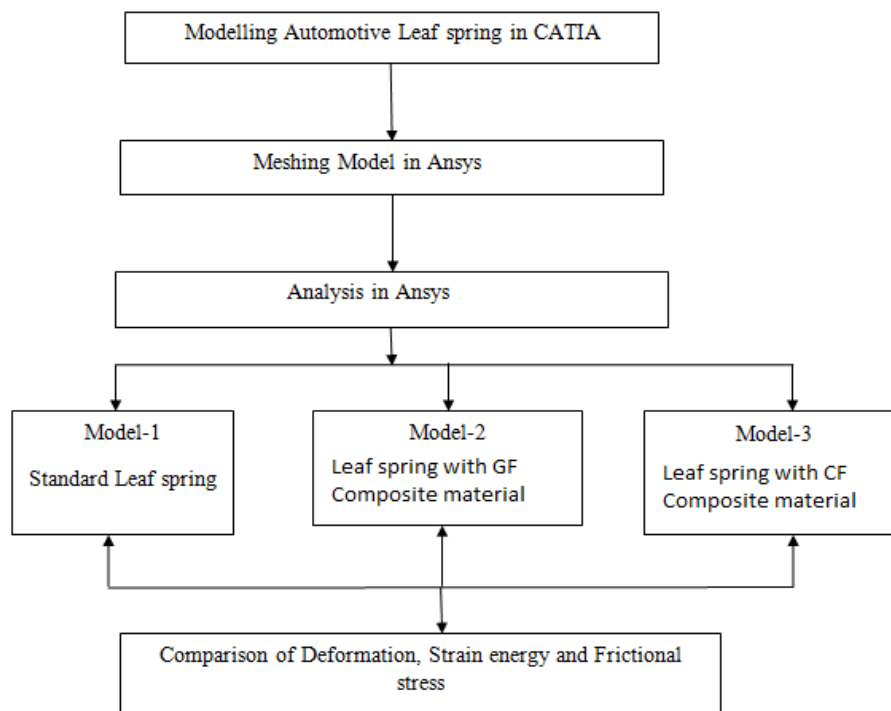 Modelling Automotive Leaf spring in CATIA
Meshing Model in Ansys
Analysis in Ansys
Model-1
Standard Leaf spring
Model-2
Leaf spring with GF
Composite material
Model-3
Leaf spring with CF
Composite material
Comparison of Deformation, Strain energy and Frictional
stress